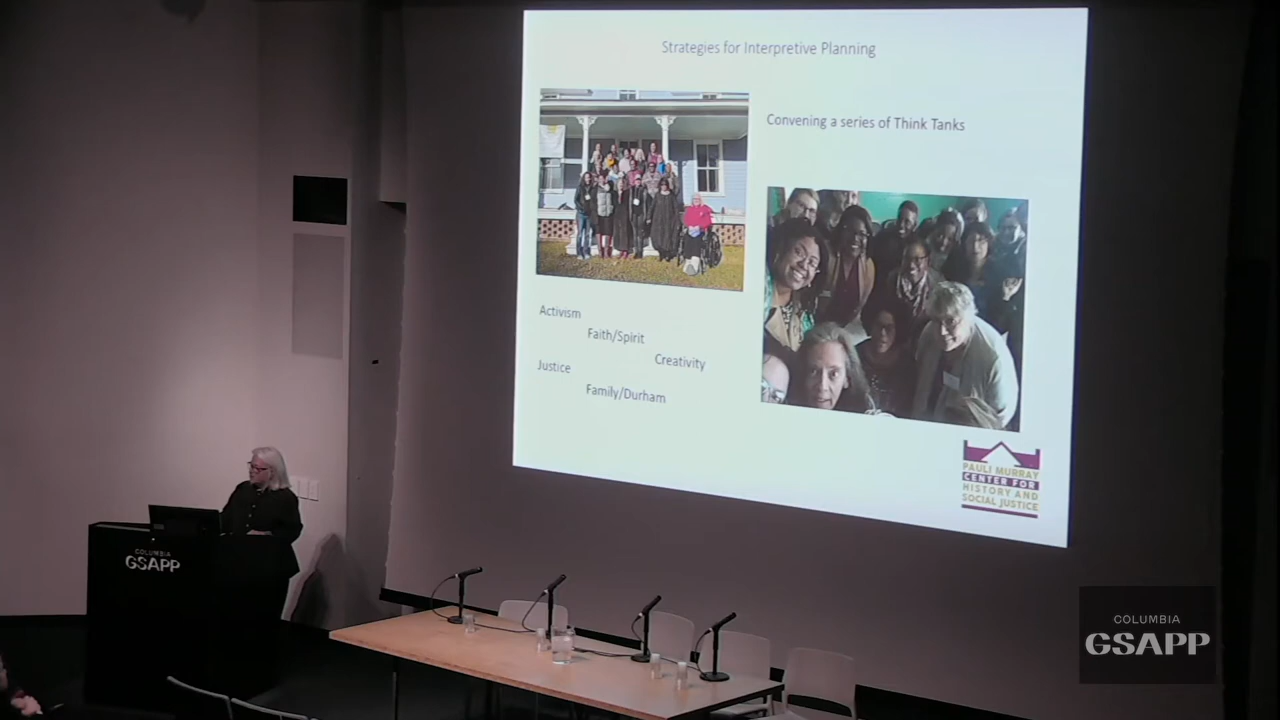 Strategies for Interpretive Planning
Convening a series of Think Tanks
Activism
Faith/Spirit
Creativity
Justice
Family/Durham
PAULI MURRAY
CENTER FOR
HISTORY AND
SOCIAL JUSTICE
COLUMBIA
GSAPP
COLUMBIA
GSAPP